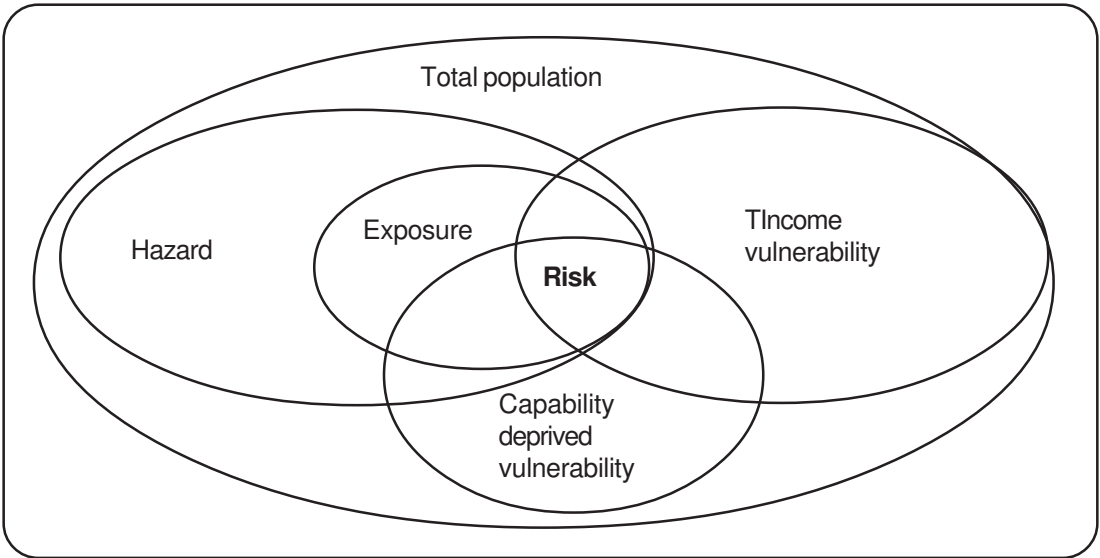 Total population
Hazard
Exposure
TIncome
vulnerability
Risk
Capability
deprived
vulnerability